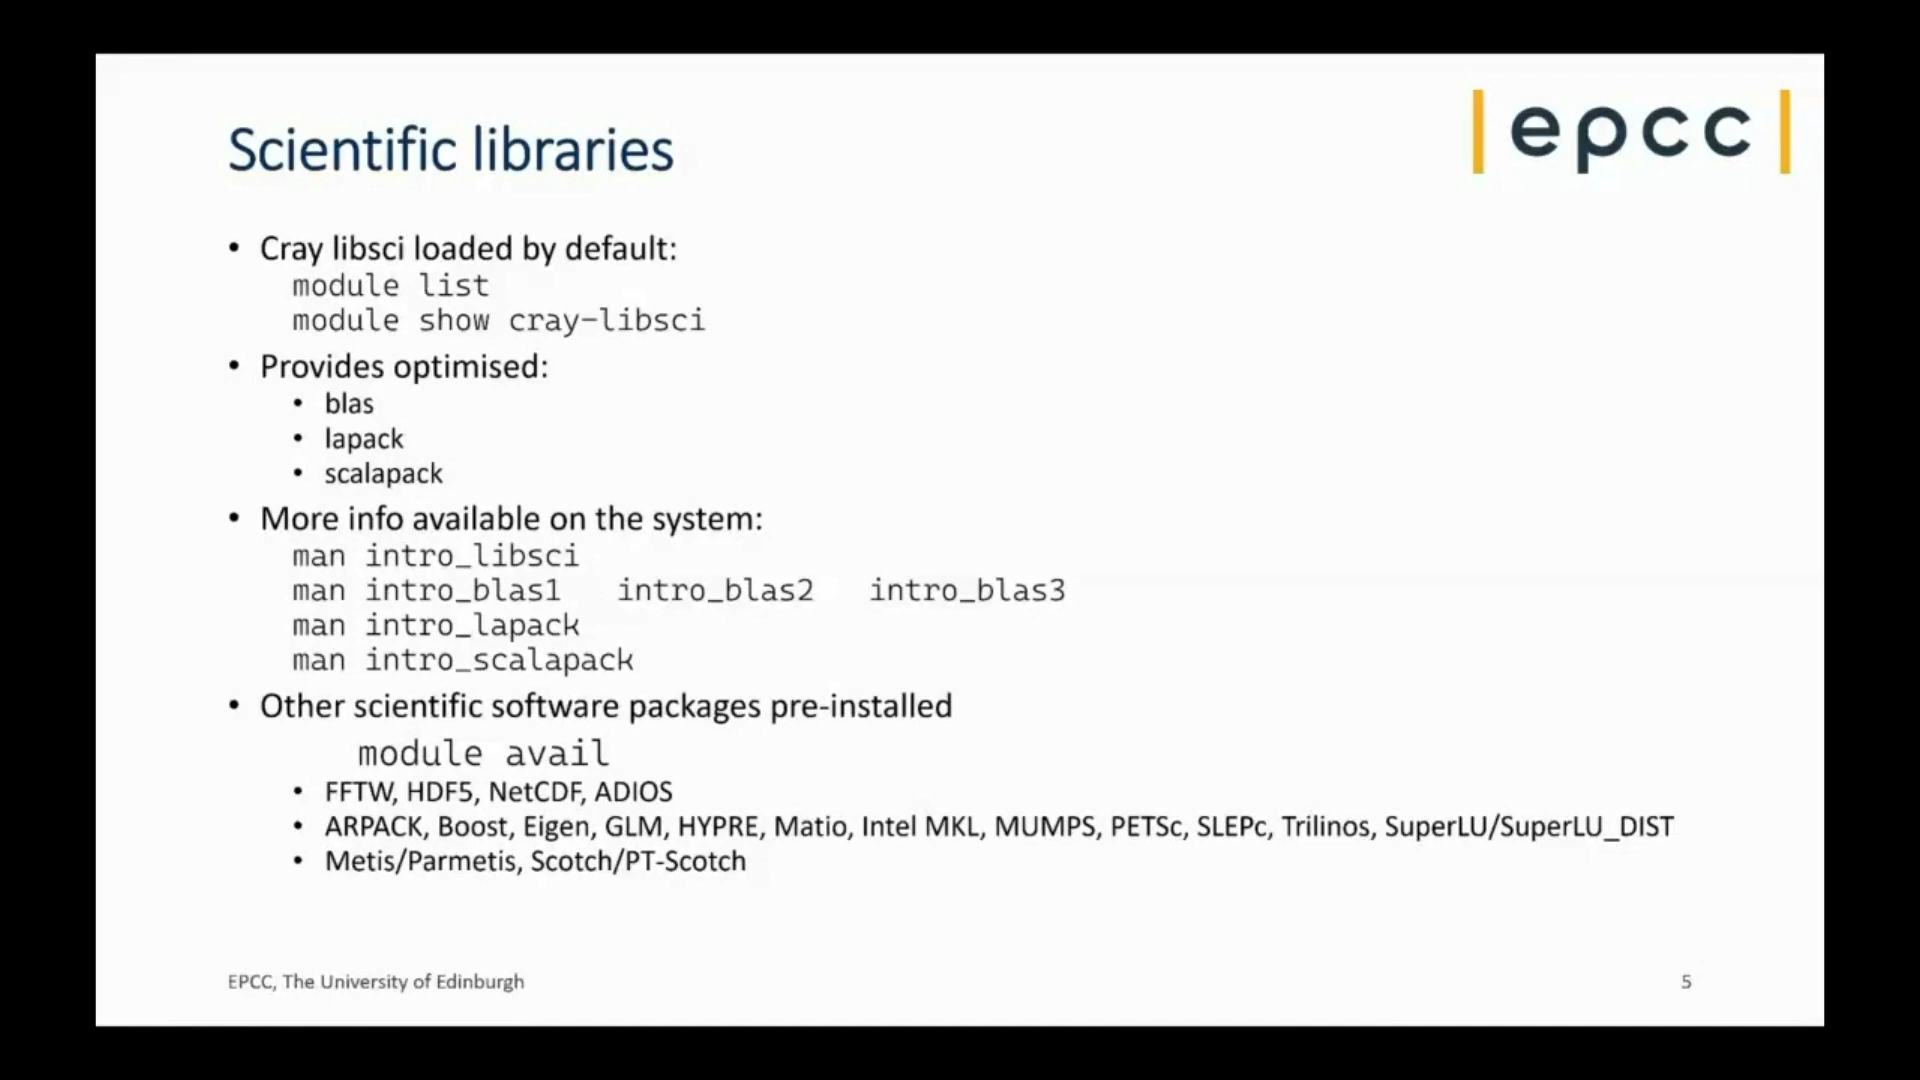 Scientific libraries
|epcc|
• Cray libsci loaded by default:
module list
module show cray-libsci
• Provides optimised:
• blas
• lapack
• scalapack
• More info available on the system:
man intro_libsci
man intro_blas1 intro_blas2 intro_blas3
man intro_lapack
man intro_scalapack
• Other scientific software packages pre-installed
module avail
• FFTW, HDF5, NetCDF, ADIOS
• ARPACK, Boost, Eigen, GLM, HYPRE, Matio, Intel MKL, MUMPS, PETSc, SLEPc, Trilinos, SuperLU/SuperLU_DIST
• Metis/Parmetis, Scotch/PT-Scotch
EPCC, The University of Edinburgh
5